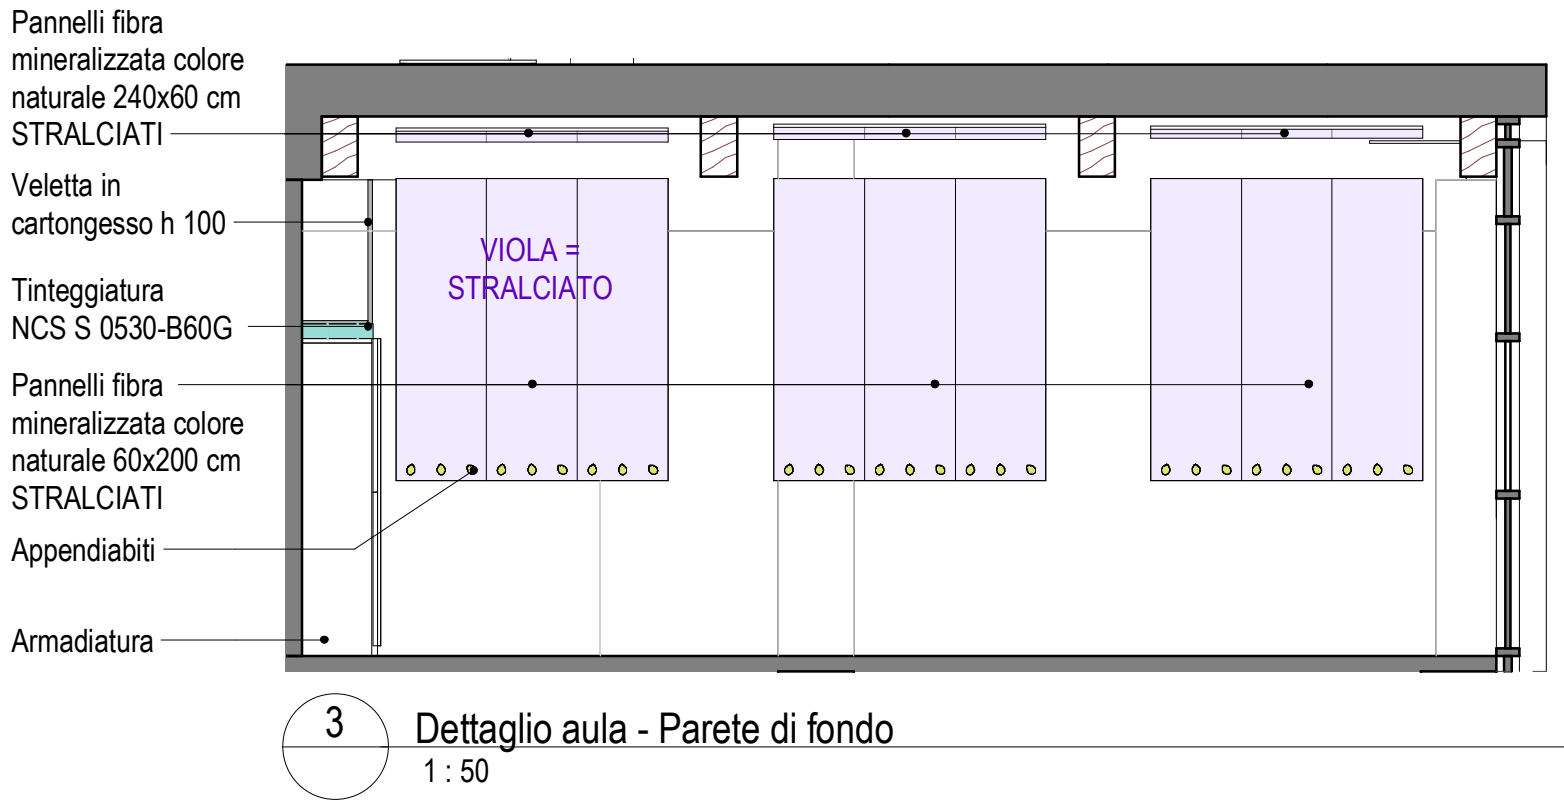 Pannelli fibra
mineralizzata colore
naturale 240x60 cm
STRALCIATI
Veletta in
cartongesso h 100
VIOLA =
STRALCIATO
Tinteggiatura
NCS S 0530-B60G
Pannelli fibra
mineralizzata colore
naturale 60x200 cm
STRALCIATI
Appendiabiti
Armadiatura
3
Dettaglio aula - Parete di fondo
1 : 50